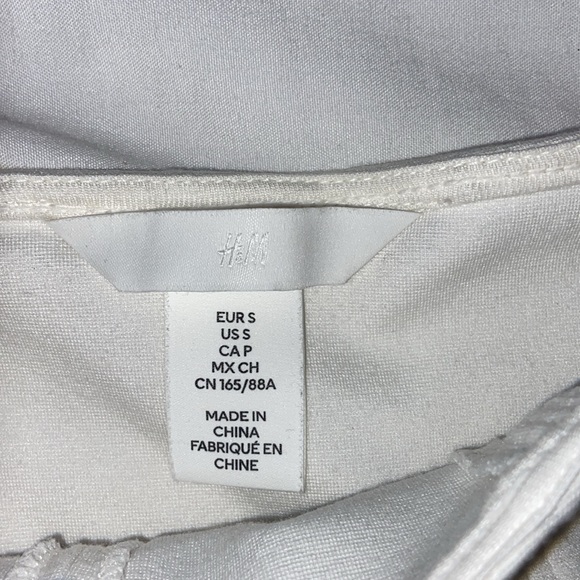 H&M
EUR S
US S
CA P
MX CH
CN 165/88A
MADE IN
CHINA
FABRIQUÉ EN
CHINE